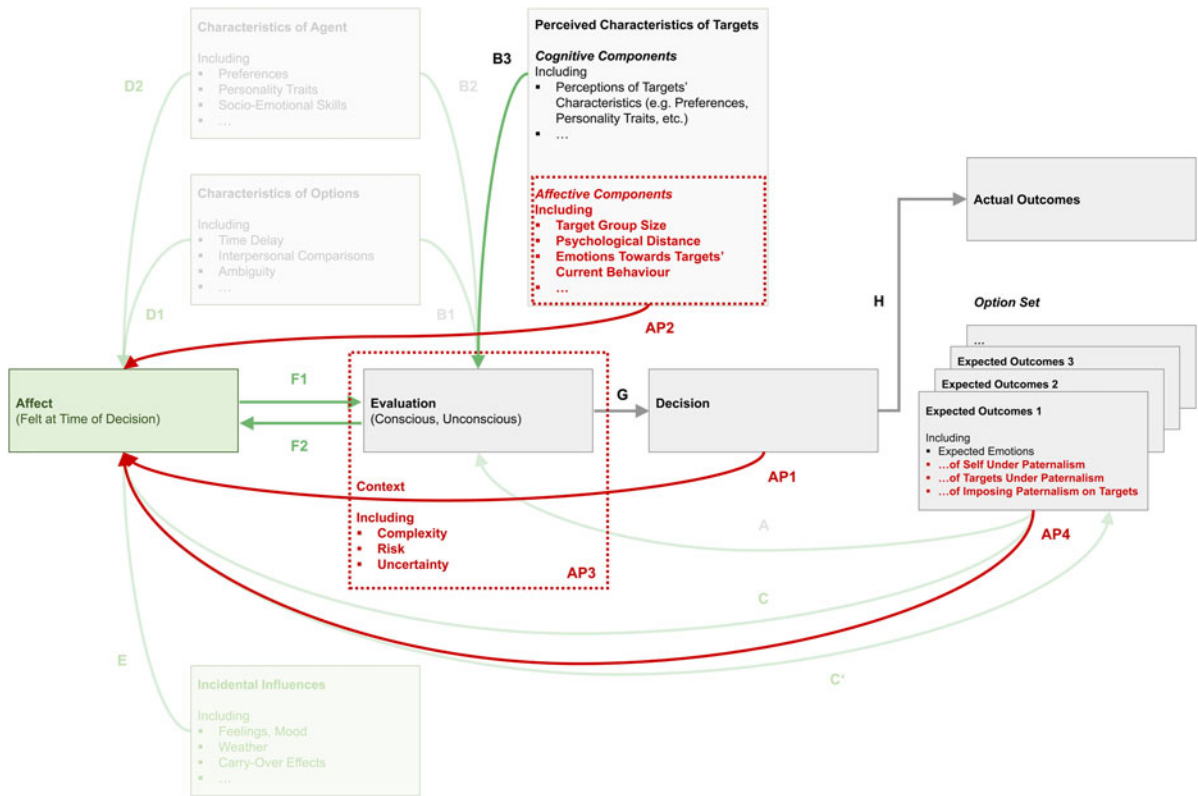 Characteristics of Agent
Including
▪ Preferences
▪ Personality Traits
▪ Socio-Emotional Skills
▪ …
D2
B2
Characteristics of Options
Including
▪ Time Delay
▪ Interpersonal Comparisons
▪ Ambiguity
▪ …
D1
B1
B3
Perceived Characteristics of Targets
Cognitive Components
Including
▪ Perceptions of Targets’
Characteristics (e.g. Preferences,
Personality Traits, etc.)
▪ …
Affective Components
Including
▪ Target Group Size
▪ Psychological Distance
▪ Emotions Towards Targets’
Current Behaviour
▪ …
AP2
Actual Outcomes
H
Option Set
…
Expected Outcomes 3
Expected Outcomes 2
Expected Outcomes 1
Including
▪ Expected Emotions
▪ …of Self Under Paternalism
▪ …of Targets Under Paternalism
▪ …of Imposing Paternalism on Targets
AP4
Affect
(Felt at Time of Decision)
F1
F2
Evaluation
(Conscious, Unconscious)
G
Decision
AP1
Context
Including
▪ Complexity
▪ Risk
▪ Uncertainty
AP3
A
C
C'
E
Incidental Influences
Including
▪ Feelings, Mood
▪ Weather
▪ Carry-Over Effects
▪ …